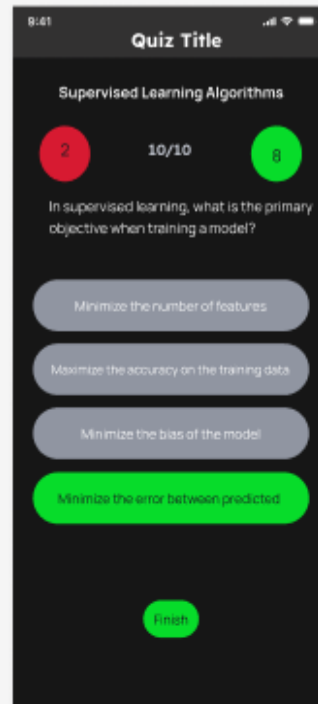 9:41
Quiz Title
Supervised Learning Algorithms
2
10/10
8
In supervised learning, what is the primary
objective when training a model?
Minimize the number of features
Maximize the accuracy on the training data
Minimize the bias of the model
Minimize the error between predicted
Finish